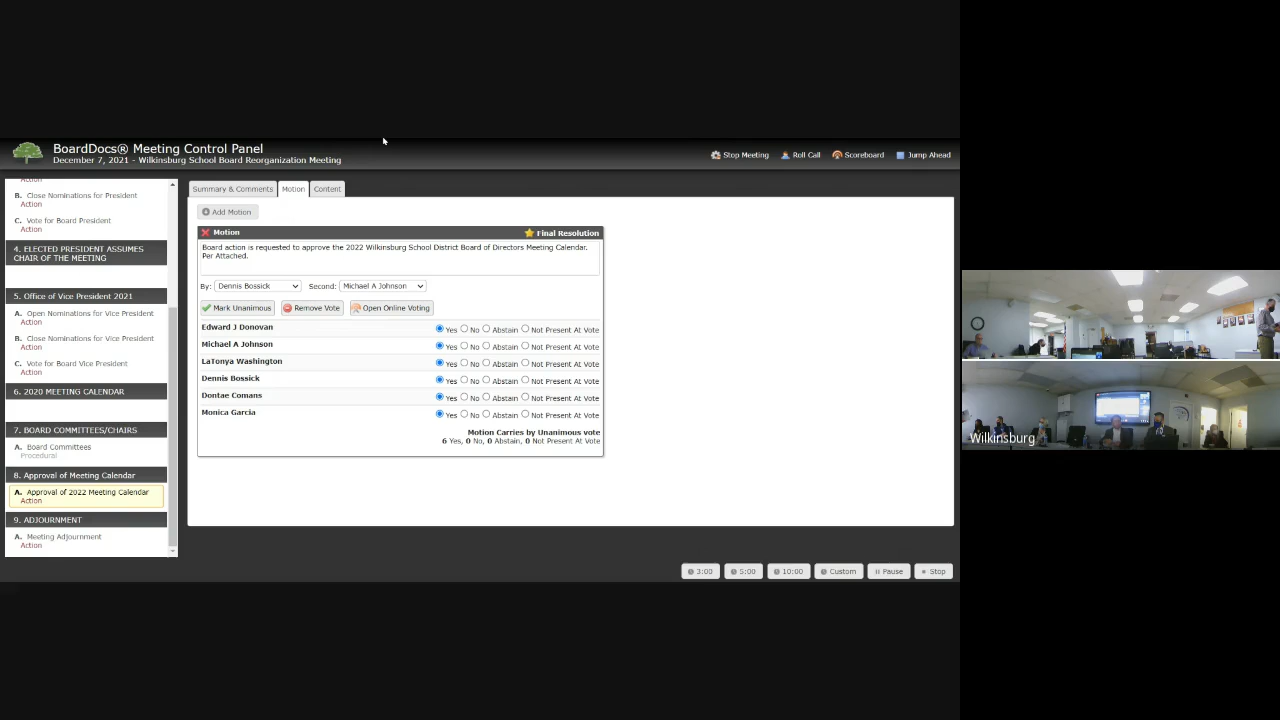 BoardDocs® Meeting Control Panel
December 7, 2021 - Wilkinsburg School Board Reorganization Meeting
Stop Meeting
Roll Call
Scoreboard
Jump Ahead
Action
B. Close Nominations for President
Action
C. Vote for Board President
Action
4. ELECTED PRESIDENT ASSUMES
CHAIR OF THE MEETING
5. Office of Vice President 2021
A. Open Nominations for Vice President
Action
B. Close Nominations for Vice President
Action
C. Vote for Board Vice President
Action
6. 2020 MEETING CALENDAR
7. BOARD COMMITTEES/CHAIRS
A. Board Committees
Procedural
8. Approval of Meeting Calendar
A. Approval of 2022 Meeting Calendar
Action
9. ADJOURNMENT
A. Meeting Adjournment
Action
Summary & Comments Motion Content
Add Motion
Motion Final Resolution
Board action is requested to approve the 2022 Wilkinsburg School District Board of Directors Meeting Calendar.
Per Attached.
By: Dennis Bossick Second: Michael A Johnson
Mark Unanimous Remove Vote Open Online Voting
Edward J Donovan Yes No Abstain Not Present At Vote
Michael A Johnson Yes No Abstain Not Present At Vote
LaTonya Washington Yes No Abstain Not Present At Vote
Dennis Bossick Yes No Abstain Not Present At Vote
Dontae Comans Yes No Abstain Not Present At Vote
Monica Garcia Yes No Abstain Not Present At Vote
Motion Carries by Unanimous vote
6 Yes, 0 No, 0 Abstain, 0 Not Present At Vote
3:00 5:00 10:00 Custom Pause Stop
Wilkinsburg